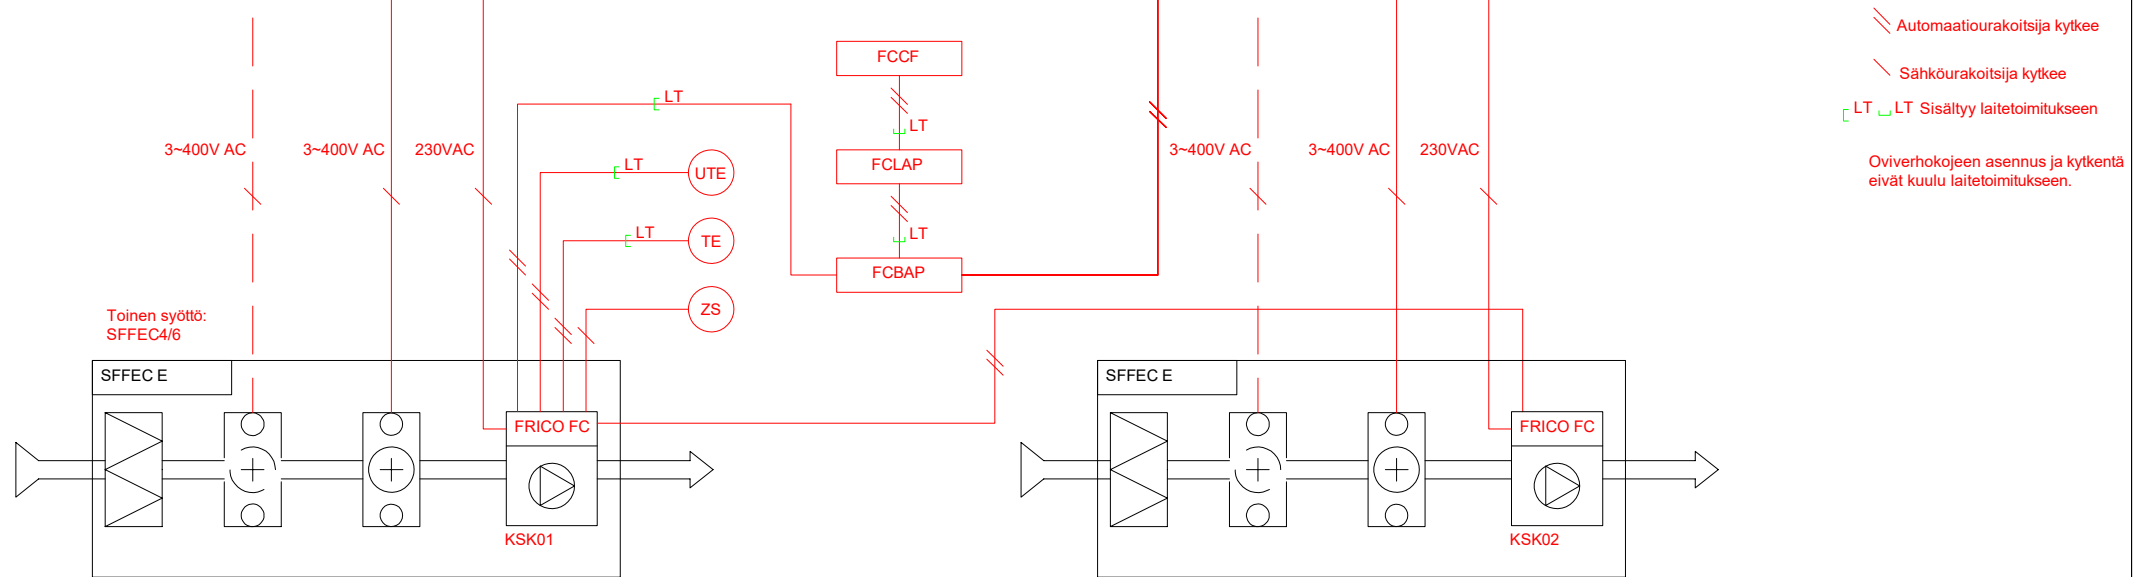 Automaatiourakoitsija kytkee
FCCF
Sähköurakoitsija kytkee
LT
LT LT Sisältyy laitetoimitukseen
LT
3~400V AC
3~400V AC
230VAC
3~400V AC
3~400V AC
230VAC
LT
UTE
FCLAP
Oviverhokojeen asennus ja kytkentä
eivät kuulu laitetoimitukseen.
LT
TE
LT
FCBAP
ZS
Toinen syöttö:
SFFEC4/6
SFFEC E
SFFEC E
FRICO FC
FRICO FC
KSK01
KSK02